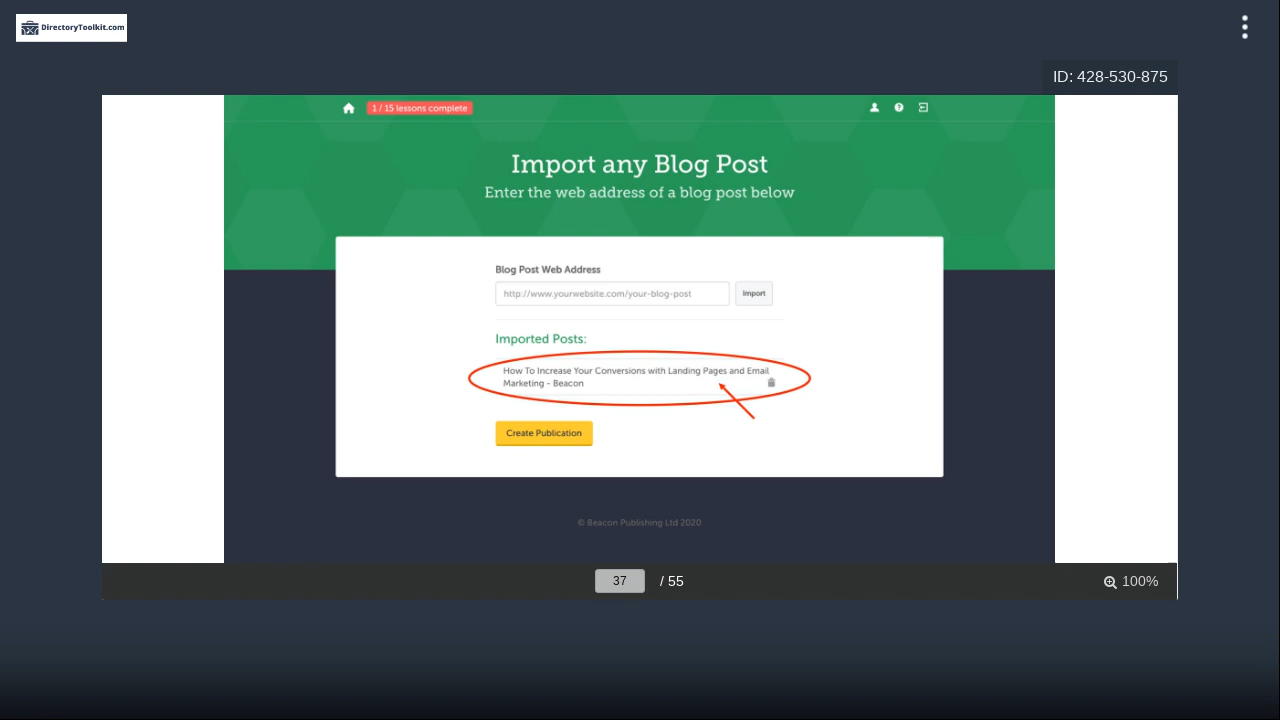 DirectoryToolkit.com
ID: 428-530-875
1 / 15 lessons complete
Import any Blog Post
Enter the web address of a blog post below
Blog Post Web Address
http://www.yourwebsite.com/your-blog-post
Import
Imported Posts:
How To Increase Your Conversions with Landing Pages and Email
Marketing - Beacon
Create Publication
© Beacon Publishing Ltd 2020
37 / 55
100%